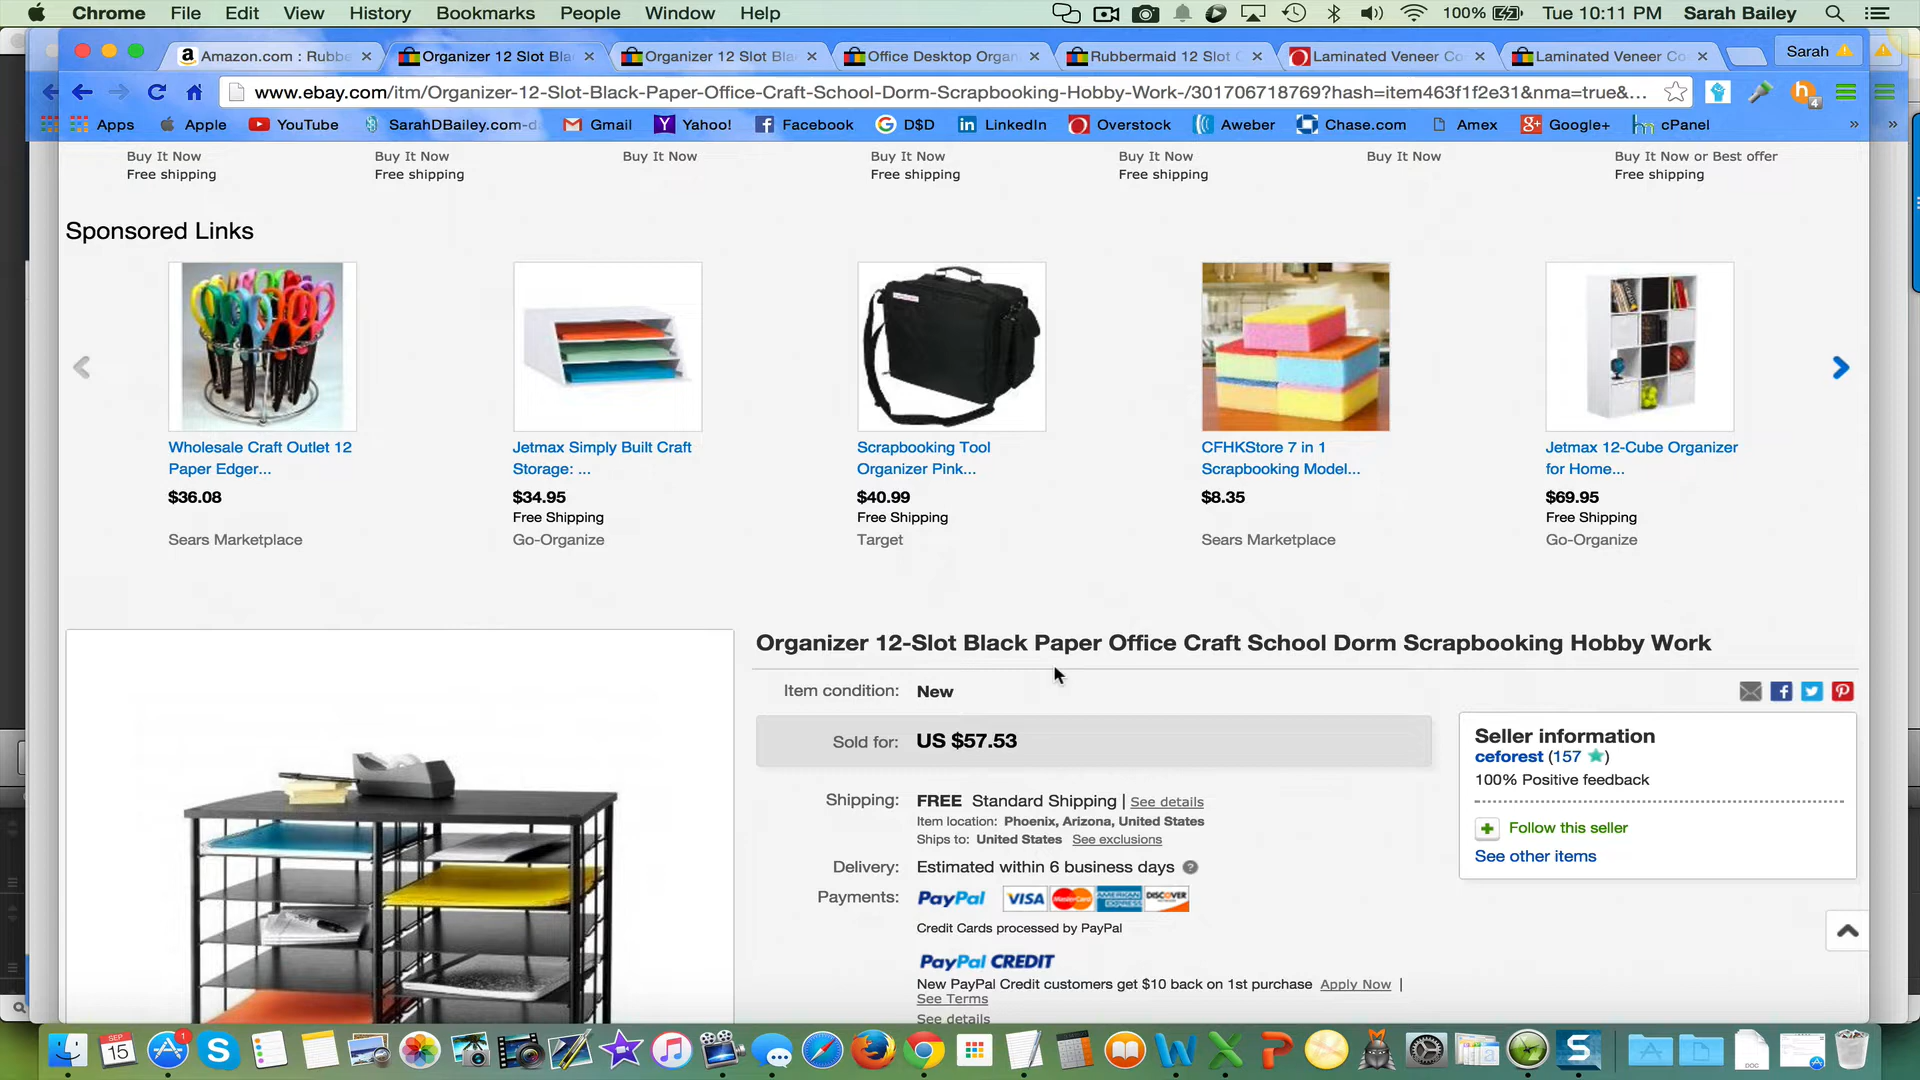 Chrome File Edit View History Bookmarks People Window Help 100% Tue 10:11 PM Sarah Bailey
Amazon.com : Rubbe Organizer 12 Slot Bla Organizer 12 Slot Bla Office Desktop Organ Rubbermaid 12 Slot Laminated Veneer Co Laminated Veneer Co Sarah
www.ebay.com/itm/Organizer-12-Slot-Black-Paper-Office-Craft-School-Dorm-Scrapbooking-Hobby-Work-/301706718769?hash=item463f1f2e31&nma=true&... 4
Apps Apple YouTube SarahDBailey.com-d Gmail Yahoo! Facebook D$D LinkedIn Overstock Aweber Chase.com Amex Google+ cPanel » »
Buy It Now Buy It Now Buy It Now Buy It Now Buy It Now Buy It Now Buy It Now or Best offer
Free shipping Free shipping Free shipping Free shipping Free shipping
Sponsored Links
Wholesale Craft Outlet 12 Jetmax Simply Built Craft Scrapbooking Tool CFHKStore 7 in 1 Jetmax 12-Cube Organizer
Paper Edger... Storage: ... Organizer Pink... Scrapbooking Model... for Home...
$36.08 $34.95 $40.99 $8.35 $69.95
Free Shipping Free Shipping Free Shipping
Sears Marketplace Go-Organize Target Sears Marketplace Go-Organize
Organizer 12-Slot Black Paper Office Craft School Dorm Scrapbooking Hobby Work
Item condition: New
Sold for: US $57.53
Seller information
ceforest (157 )
100% Positive feedback
Follow this seller
See other items
Shipping: FREE Standard Shipping | See details
Item location: Phoenix, Arizona, United States
Ships to: United States See exclusions
Delivery: Estimated within 6 business days ?
Payments: PayPal VISA MasterCard AMERICAN EXPRESS DISCOVER
Credit Cards processed by PayPal
PayPal CREDIT
New PayPal Credit customers get $10 back on 1st purchase Apply Now |
See Terms
See details
SEP
15
1
DOC